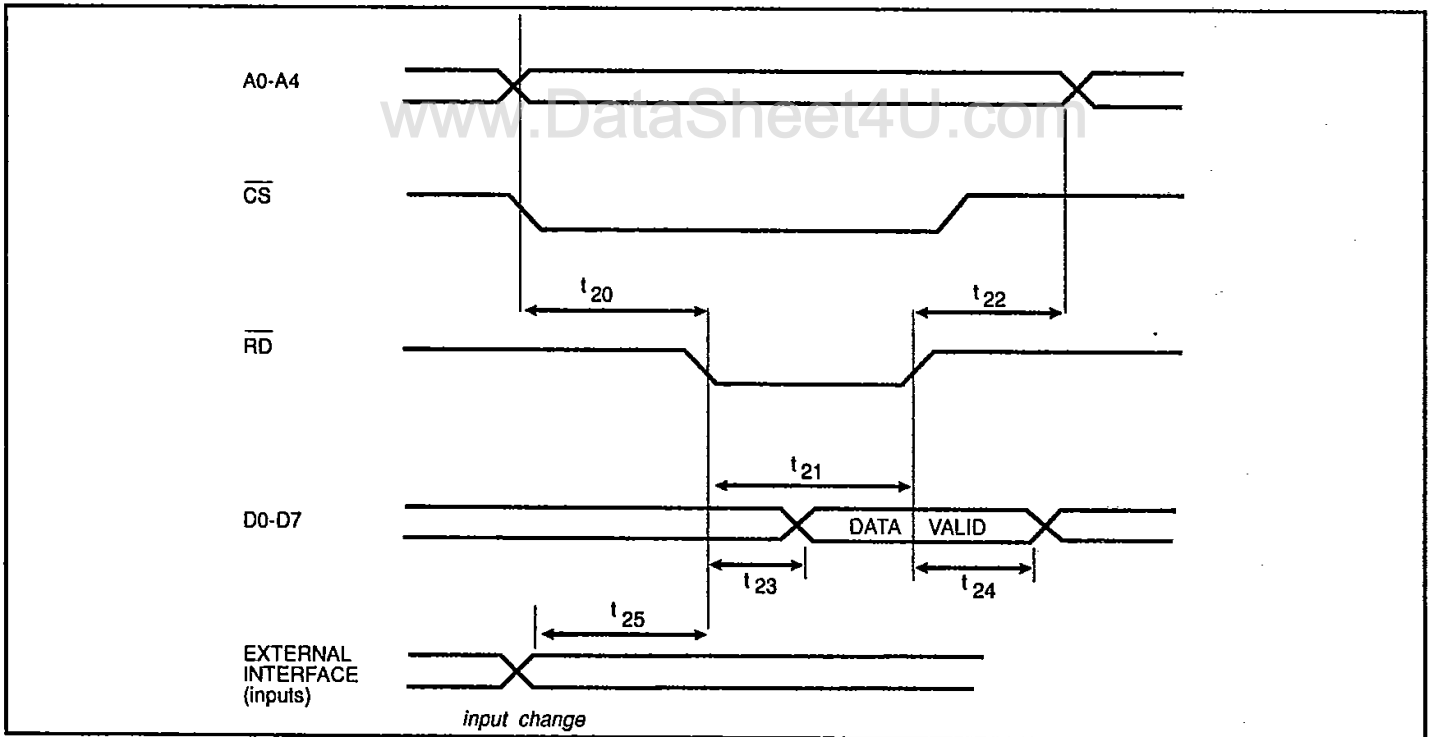 A0-A4
www.DataSheet4U.com
CS
t20
t22
RD
t21
D0-D7
DATA VALID
t23
t24
t25
EXTERNAL
INTERFACE
(inputs)
input change